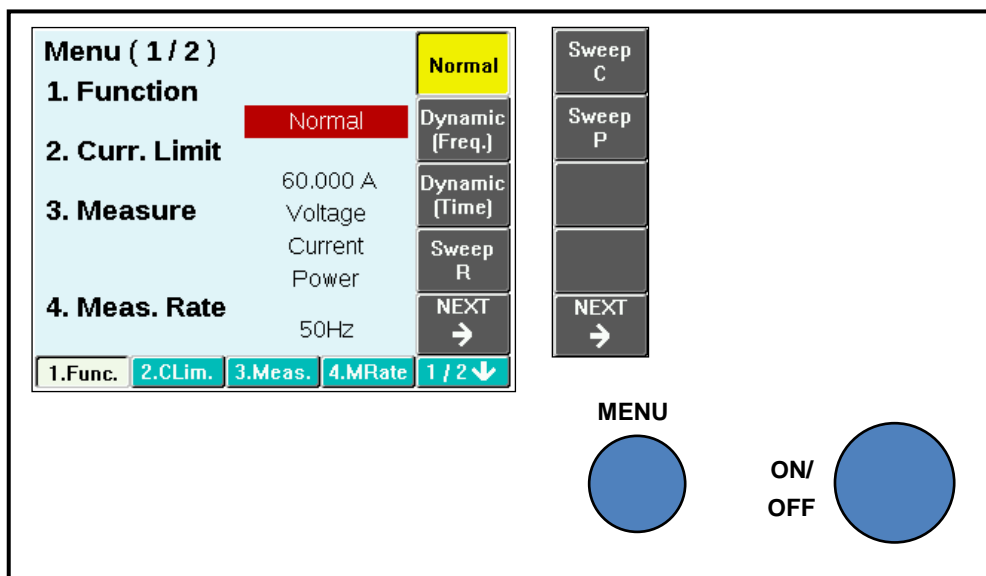 Menu ( 1 / 2 )
1. Function
Normal
2. Curr. Limit
60.000 A
3. Measure
Voltage
Current
Power
4. Meas. Rate
50Hz
Normal
Dynamic
(Freq.)
Dynamic
(Time)
Sweep
R
NEXT
→
1.Func. 2.CLim. 3.Meas. 4.MRate 1 / 2 ↓
Sweep
C
Sweep
P
NEXT
→
MENU
ON/
OFF